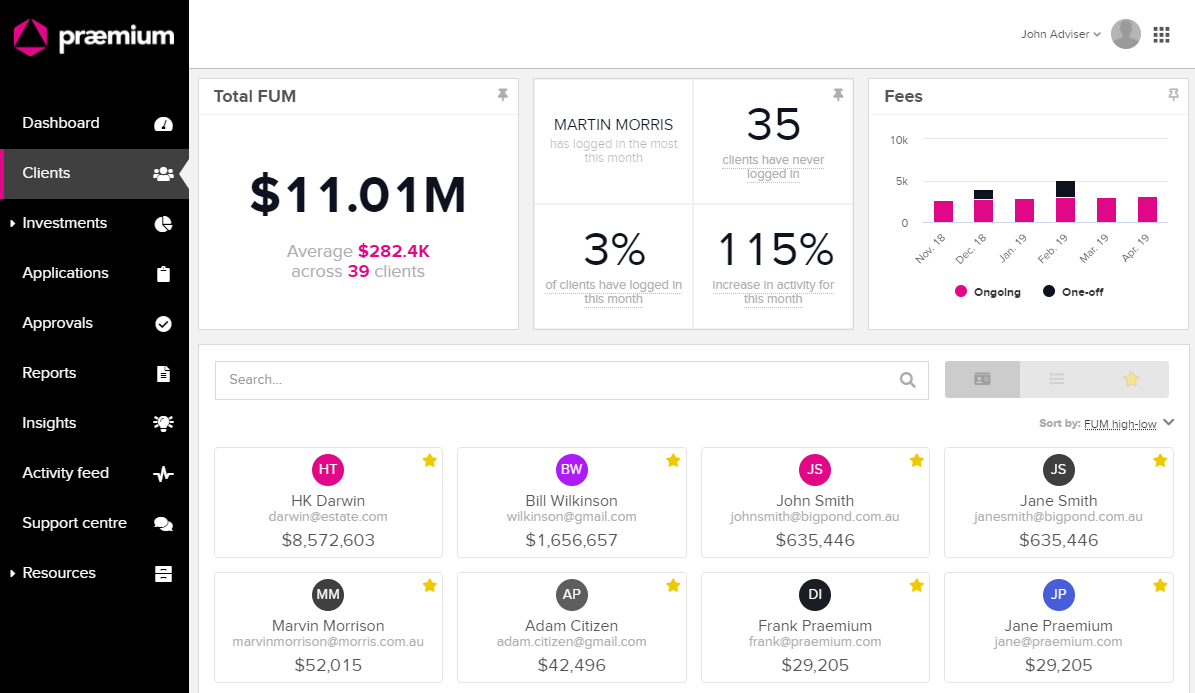 præmium
John Adviser
Dashboard
Clients
Investments
Applications
Approvals
Reports
Insights
Activity feed
Support centre
Resources
Total FUM
$11.01M
Average $282.4K
across 39 clients
MARTIN MORRIS
has logged in the most
this month
35
clients have never
logged in
3%
of clients have logged in
this month
115%
increase in activity for
this month
Fees
10k
5k
0
Nov. 18
Dec. 18
Jan. 19
Feb. 19
Mar. 19
Apr. 19
Ongoing
One-off
Search...
Sort by: FUM high-low
HT
HK Darwin
darwin@estate.com
$8,572,603
BW
Bill Wilkinson
wilkinson@gmail.com
$1,656,657
JS
John Smith
johnsmith@bigpond.com.au
$635,446
JS
Jane Smith
janesmith@bigpond.com.au
$635,446
MM
Marvin Morrison
marvinmorrison@morris.com.au
$52,015
AP
Adam Citizen
adam.citizen@gmail.com
$42,496
DI
Frank Praemium
frank@praemium.com
$29,205
JP
Jane Praemium
jane@praemium.com
$29,205